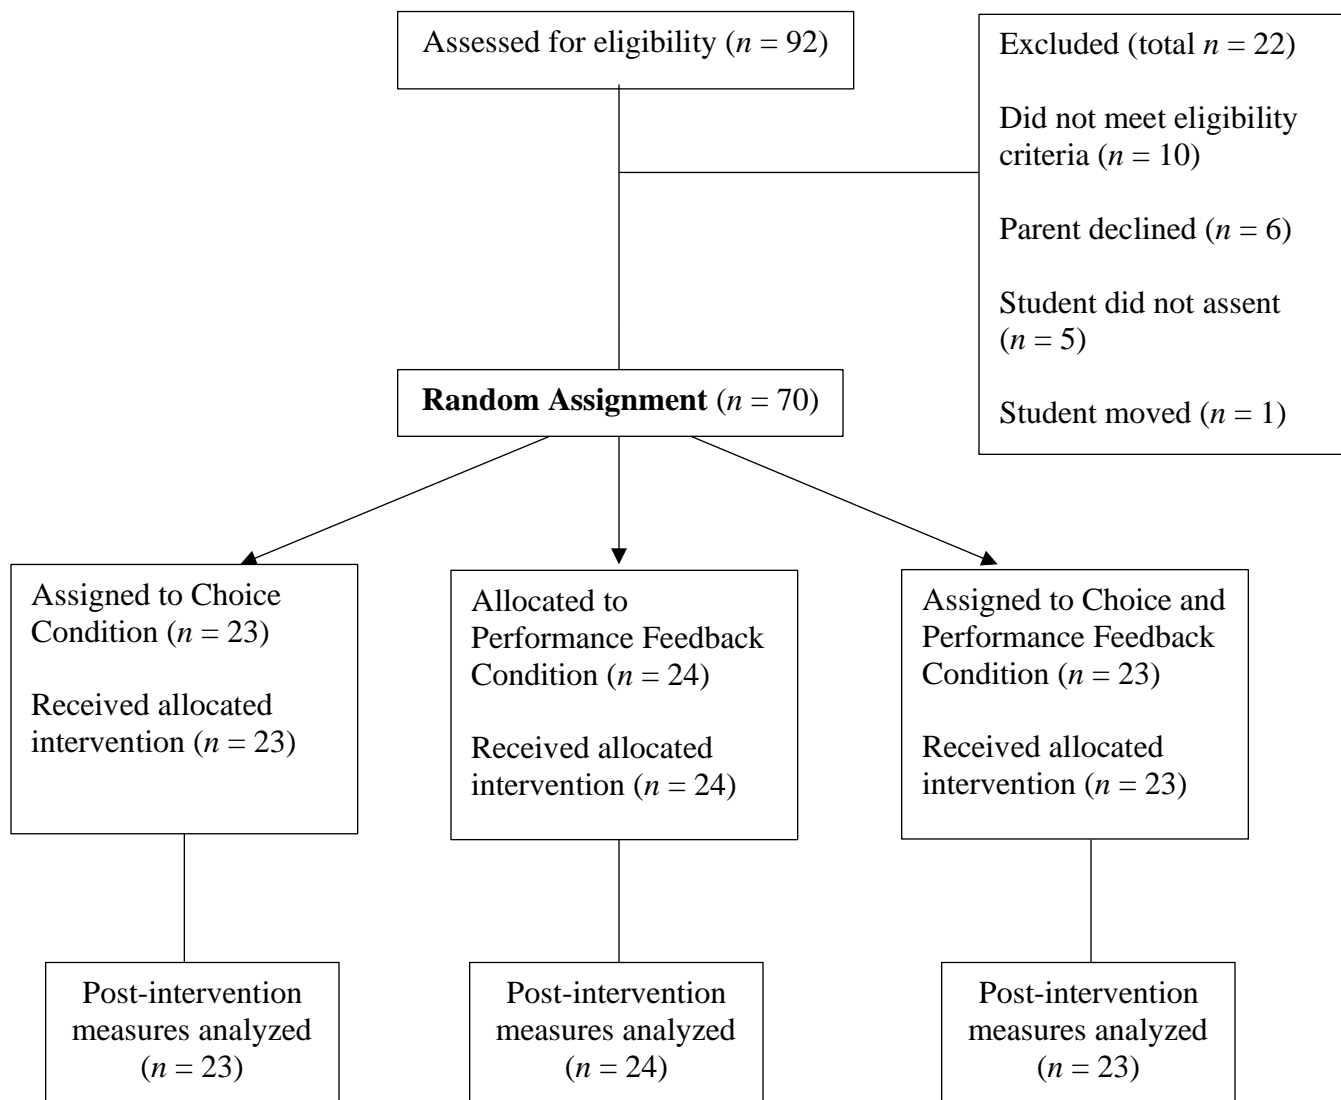 Assessed for eligibility (n = 92)
Excluded (total n = 22)
Did not meet eligibility
criteria (n = 10)
Parent declined (n = 6)
Student did not assent
(n = 5)
Student moved (n = 1)
Random Assignment (n = 70)
Assigned to Choice
Condition (n = 23)
Received allocated
intervention (n = 23)
Allocated to
Performance Feedback
Condition (n = 24)
Received allocated
intervention (n = 24)
Assigned to Choice and
Performance Feedback
Condition (n = 23)
Received allocated
intervention (n = 23)
Post-intervention
measures analyzed
(n = 23)
Post-intervention
measures analyzed
(n = 24)
Post-intervention
measures analyzed
(n = 23)